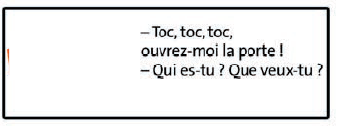 – Toc, toc, toc,
ouvrez-moi la porte !
– Qui es-tu ? Que veux-tu ?